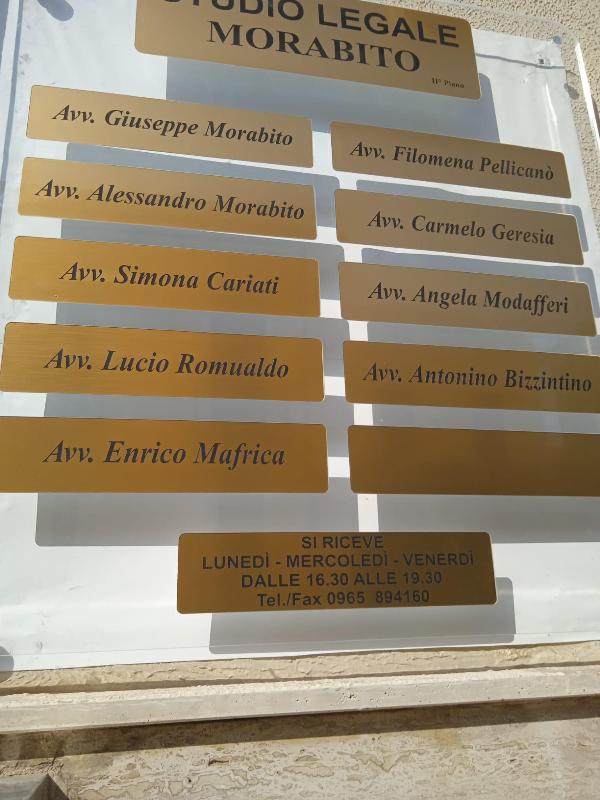 STUDIO LEGALE
MORABITO
II° Piano
Avv. Giuseppe Morabito
Avv. Alessandro Morabito
Avv. Simona Cariati
Avv. Lucio Romualdo
Avv. Enrico Mafrica
Avv. Filomena Pellicanò
Avv. Carmelo Geresia
Avv. Angela Modafferi
Avv. Antonino Bizzintino
SI RICEVE
LUNEDÌ - MERCOLEDÌ - VENERDÌ
DALLE 16.30 ALLE 19.30
Tel./Fax 0965 894160